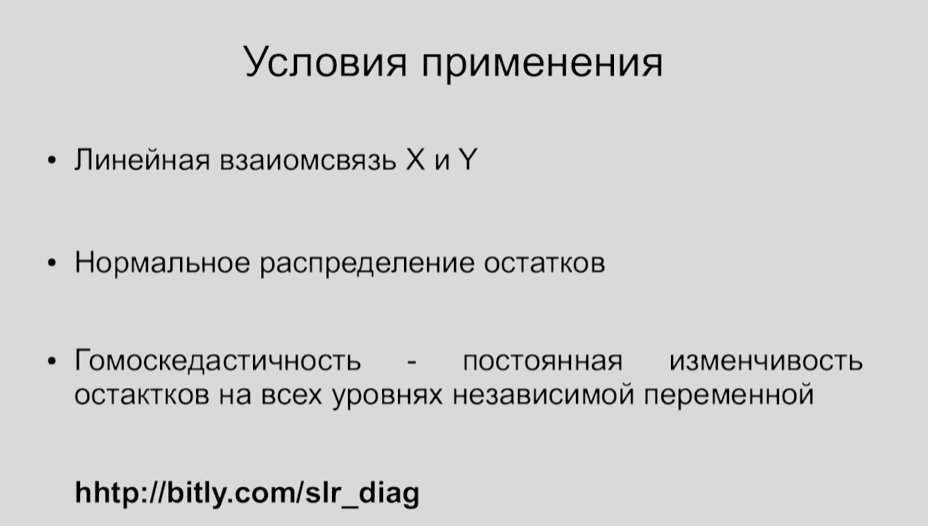 Условия применения
• Линейная взаиомсвязь X и Y
• Нормальное распределение остатков
• Гомоскедастичность - постоянная изменчивость
остактков на всех уровнях независимой переменной
hhtp://bitly.com/slr_diag